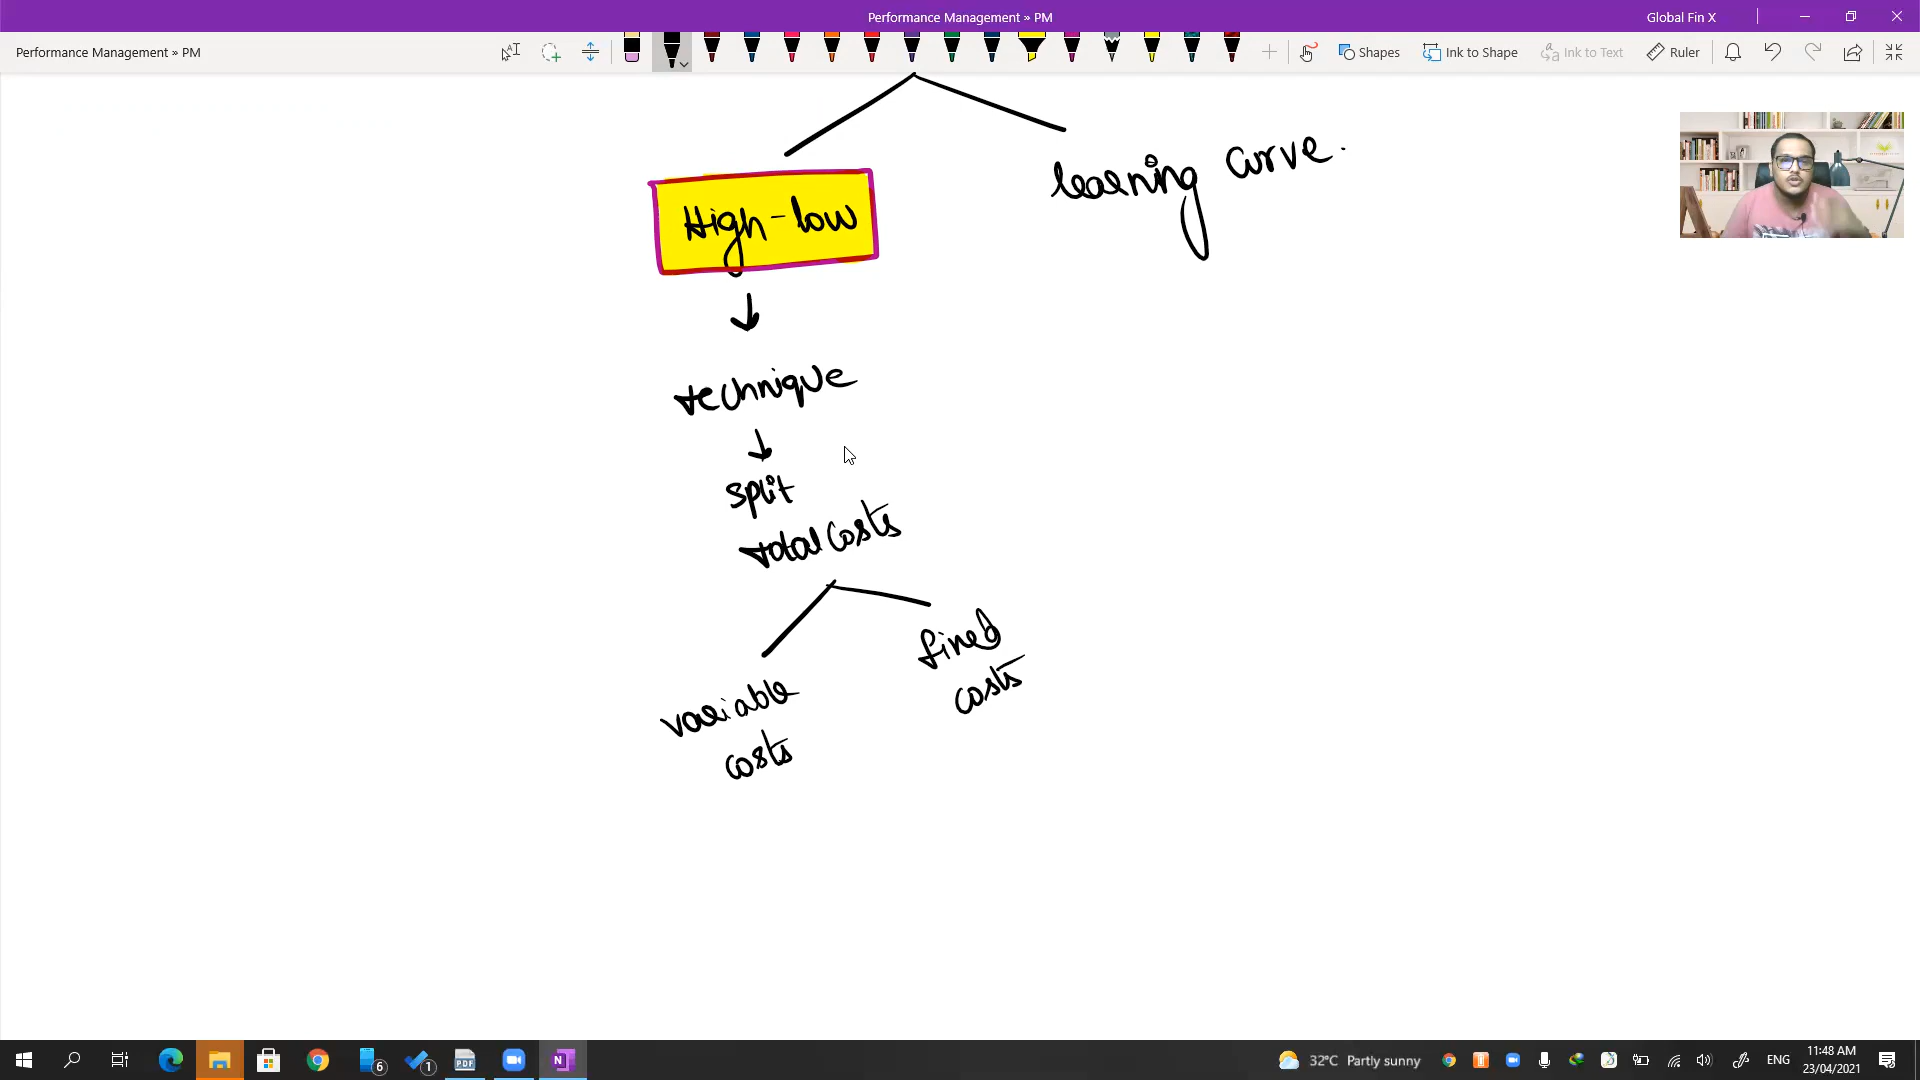 Performance Management » PM
Global Fin X
Performance Management » PM
Shapes
Ink to Shape
Ink to Text
Ruler
High-low
learning curve.
technique
split
total costs
variable
costs
fixed
costs
6
1
32°C Partly sunny
ENG
11:48 AM
23/04/2021